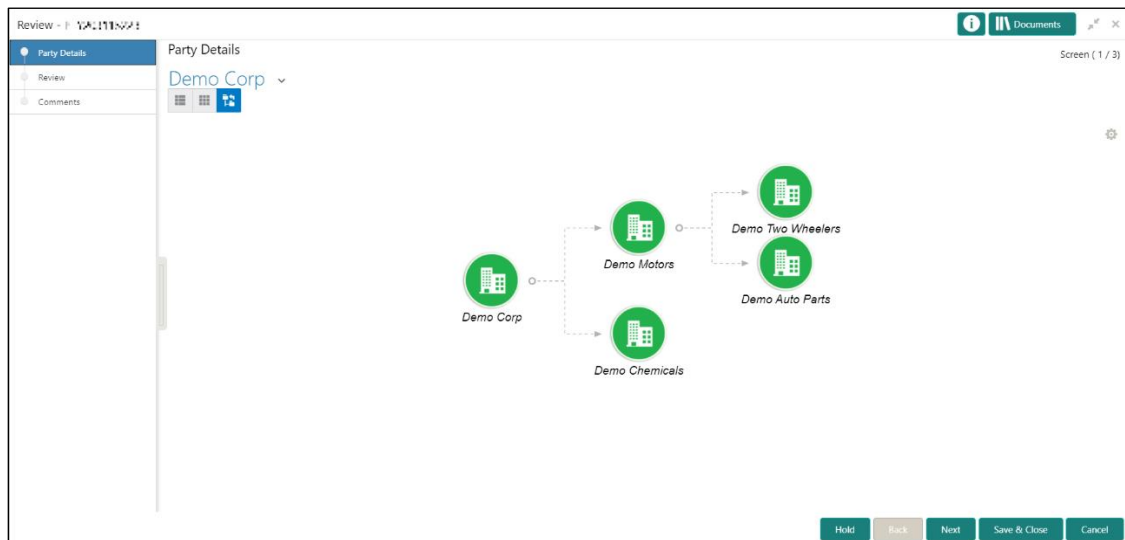 Review -
Documents
Party Details
Review
Comments
Party Details
Screen ( 1 / 3)
Demo Corp
Demo Two Wheelers
Demo Motors
Demo Auto Parts
Demo Corp
Demo Chemicals
Hold
Back
Next
Save & Close
Cancel